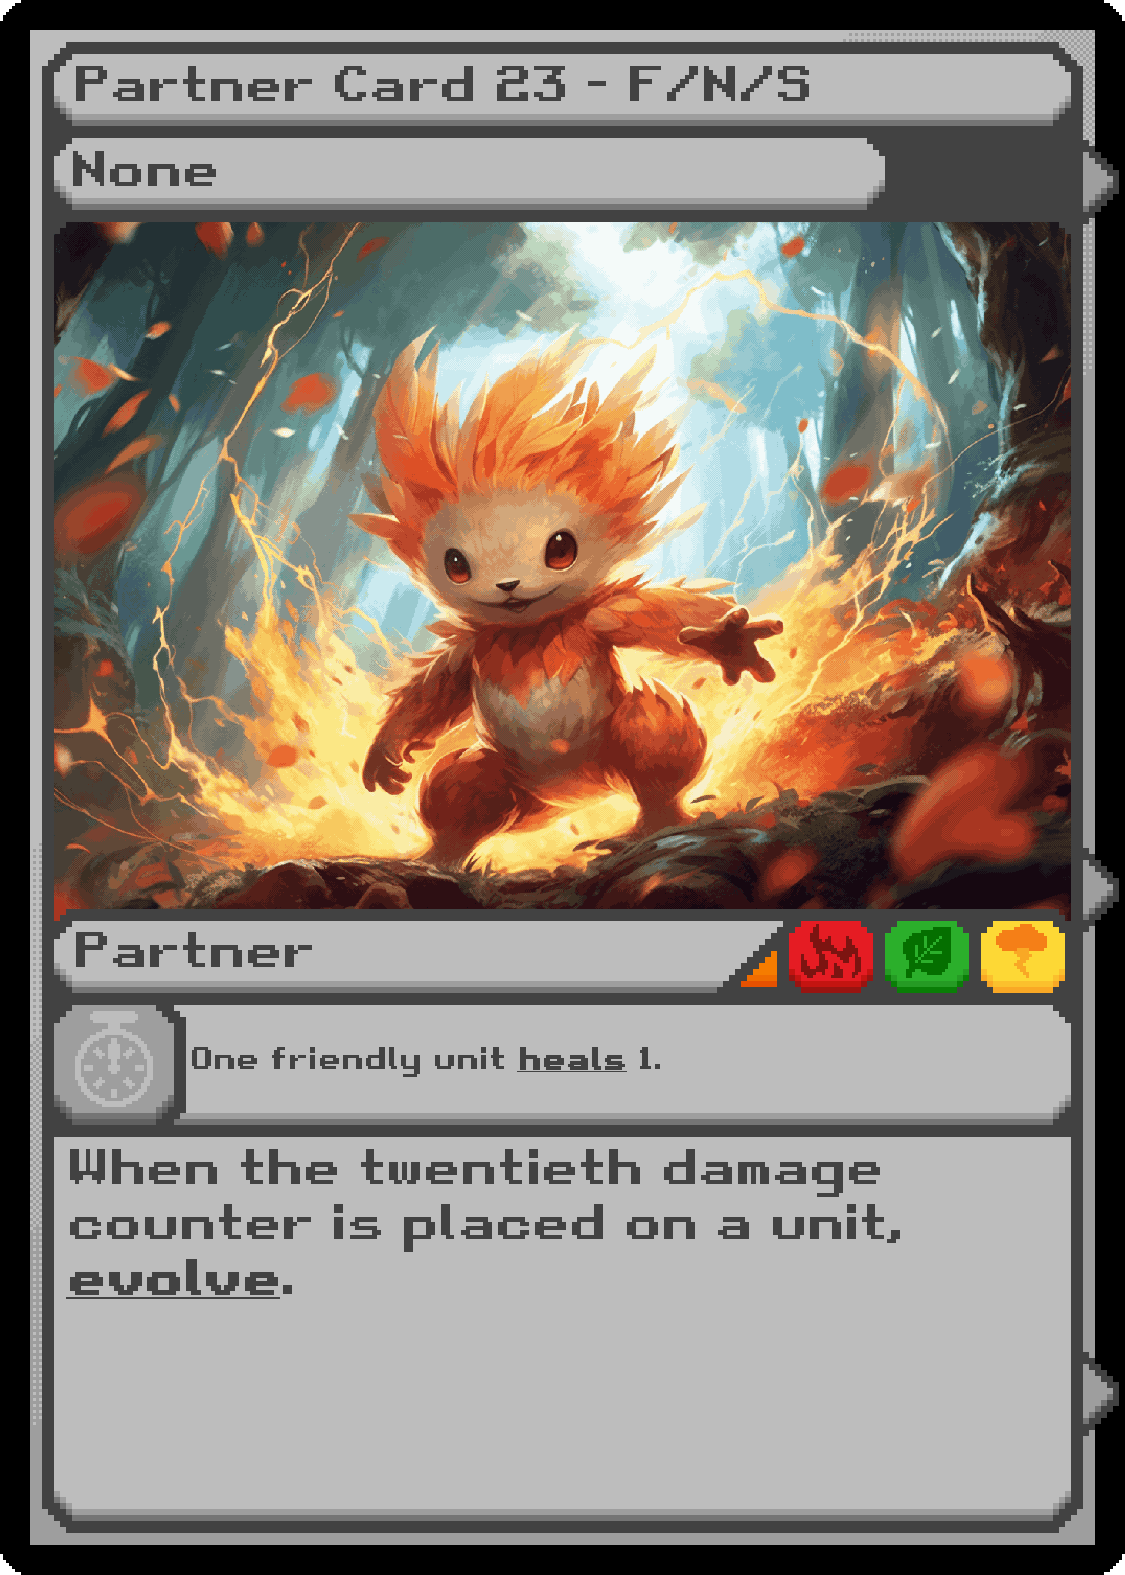 Partner Card 23 - F/N/S
None
Partner
One friendly unit heals 1.
When the twentieth damage
counter is placed on a unit,
evolve.